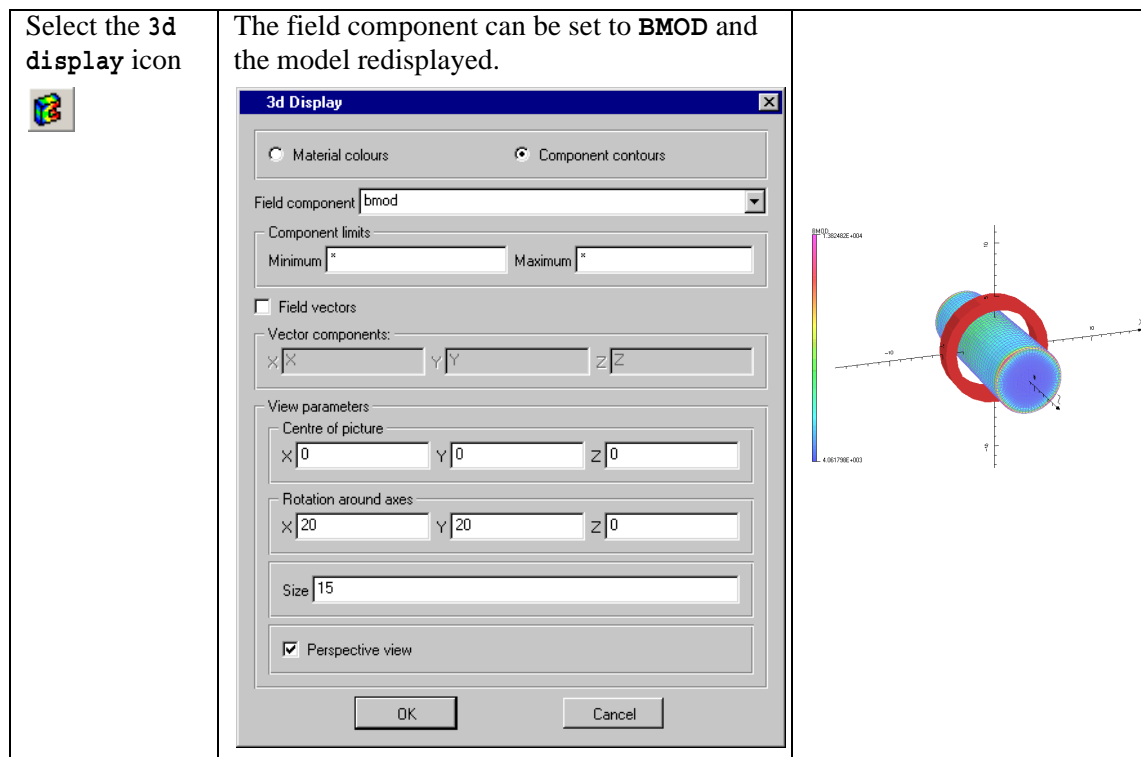 Select the 3d
display icon
The field component can be set to BMOD and
the model redisplayed.
3d Display
Material colours
Component contours
Field component bmod
Component limits
Minimum * Maximum *
Field vectors
Vector components:
X X Y Y Z Z
View parameters
Centre of picture
X 0 Y 0 Z 0
Rotation around axes
X 20 Y 20 Z 0
Size 15
Perspective view
OK
Cancel
BMOD
1.382482E+004
4.061798E+003
-10
10
X